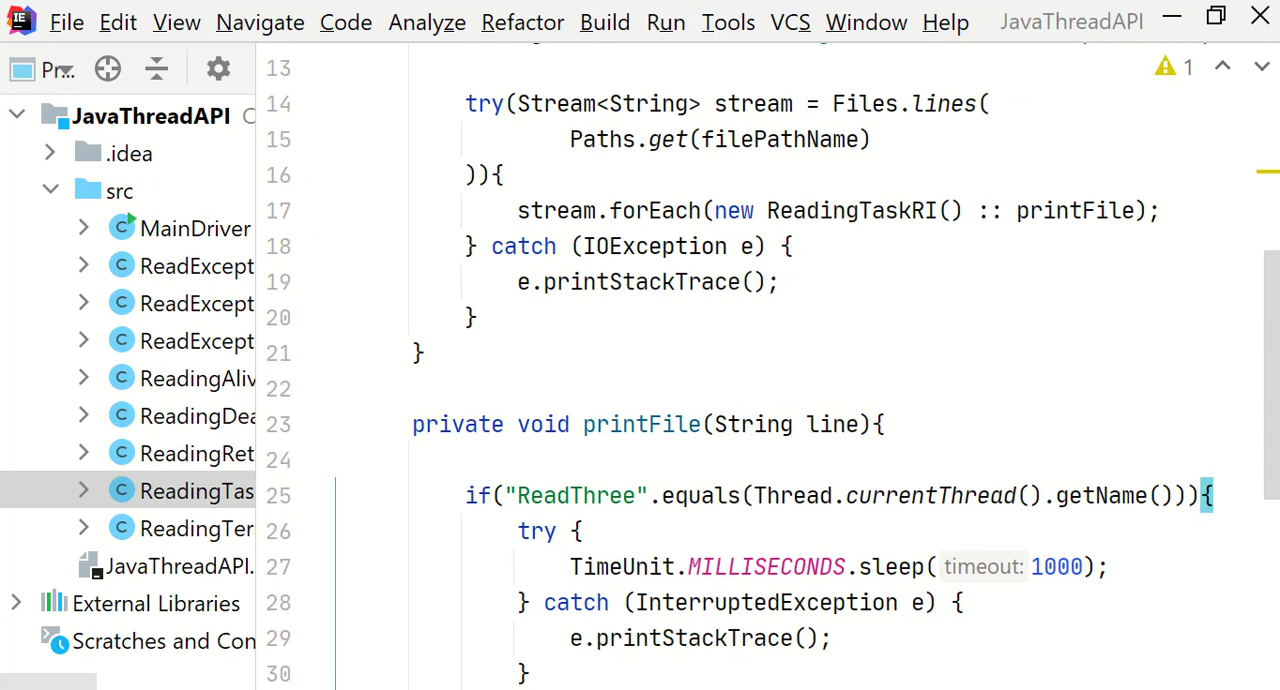 File Edit View Navigate Code Analyze Refactor Build Run Tools VCS Window Help JavaThreadAPI
Pr...
1
JavaThreadAPI
.idea
src
MainDriver
ReadExcept
ReadExcept
ReadExcept
ReadingAliv
ReadingDea
ReadingRet
ReadingTas
ReadingTer
JavaThreadAPI.
External Libraries
Scratches and Con
13
14 try(Stream<String> stream = Files.lines(
15 Paths.get(filePathName)
16 )){
17 stream.forEach(new ReadingTaskRI() :: printFile);
18 } catch (IOException e) {
19 e.printStackTrace();
20 }
21 }
22
23 private void printFile(String line){
24
25 if("ReadThree".equals(Thread.currentThread().getName())){
26 try {
27 TimeUnit.MILLISECONDS.sleep( timeout: 1000);
28 } catch (InterruptedException e) {
29 e.printStackTrace();
30 }